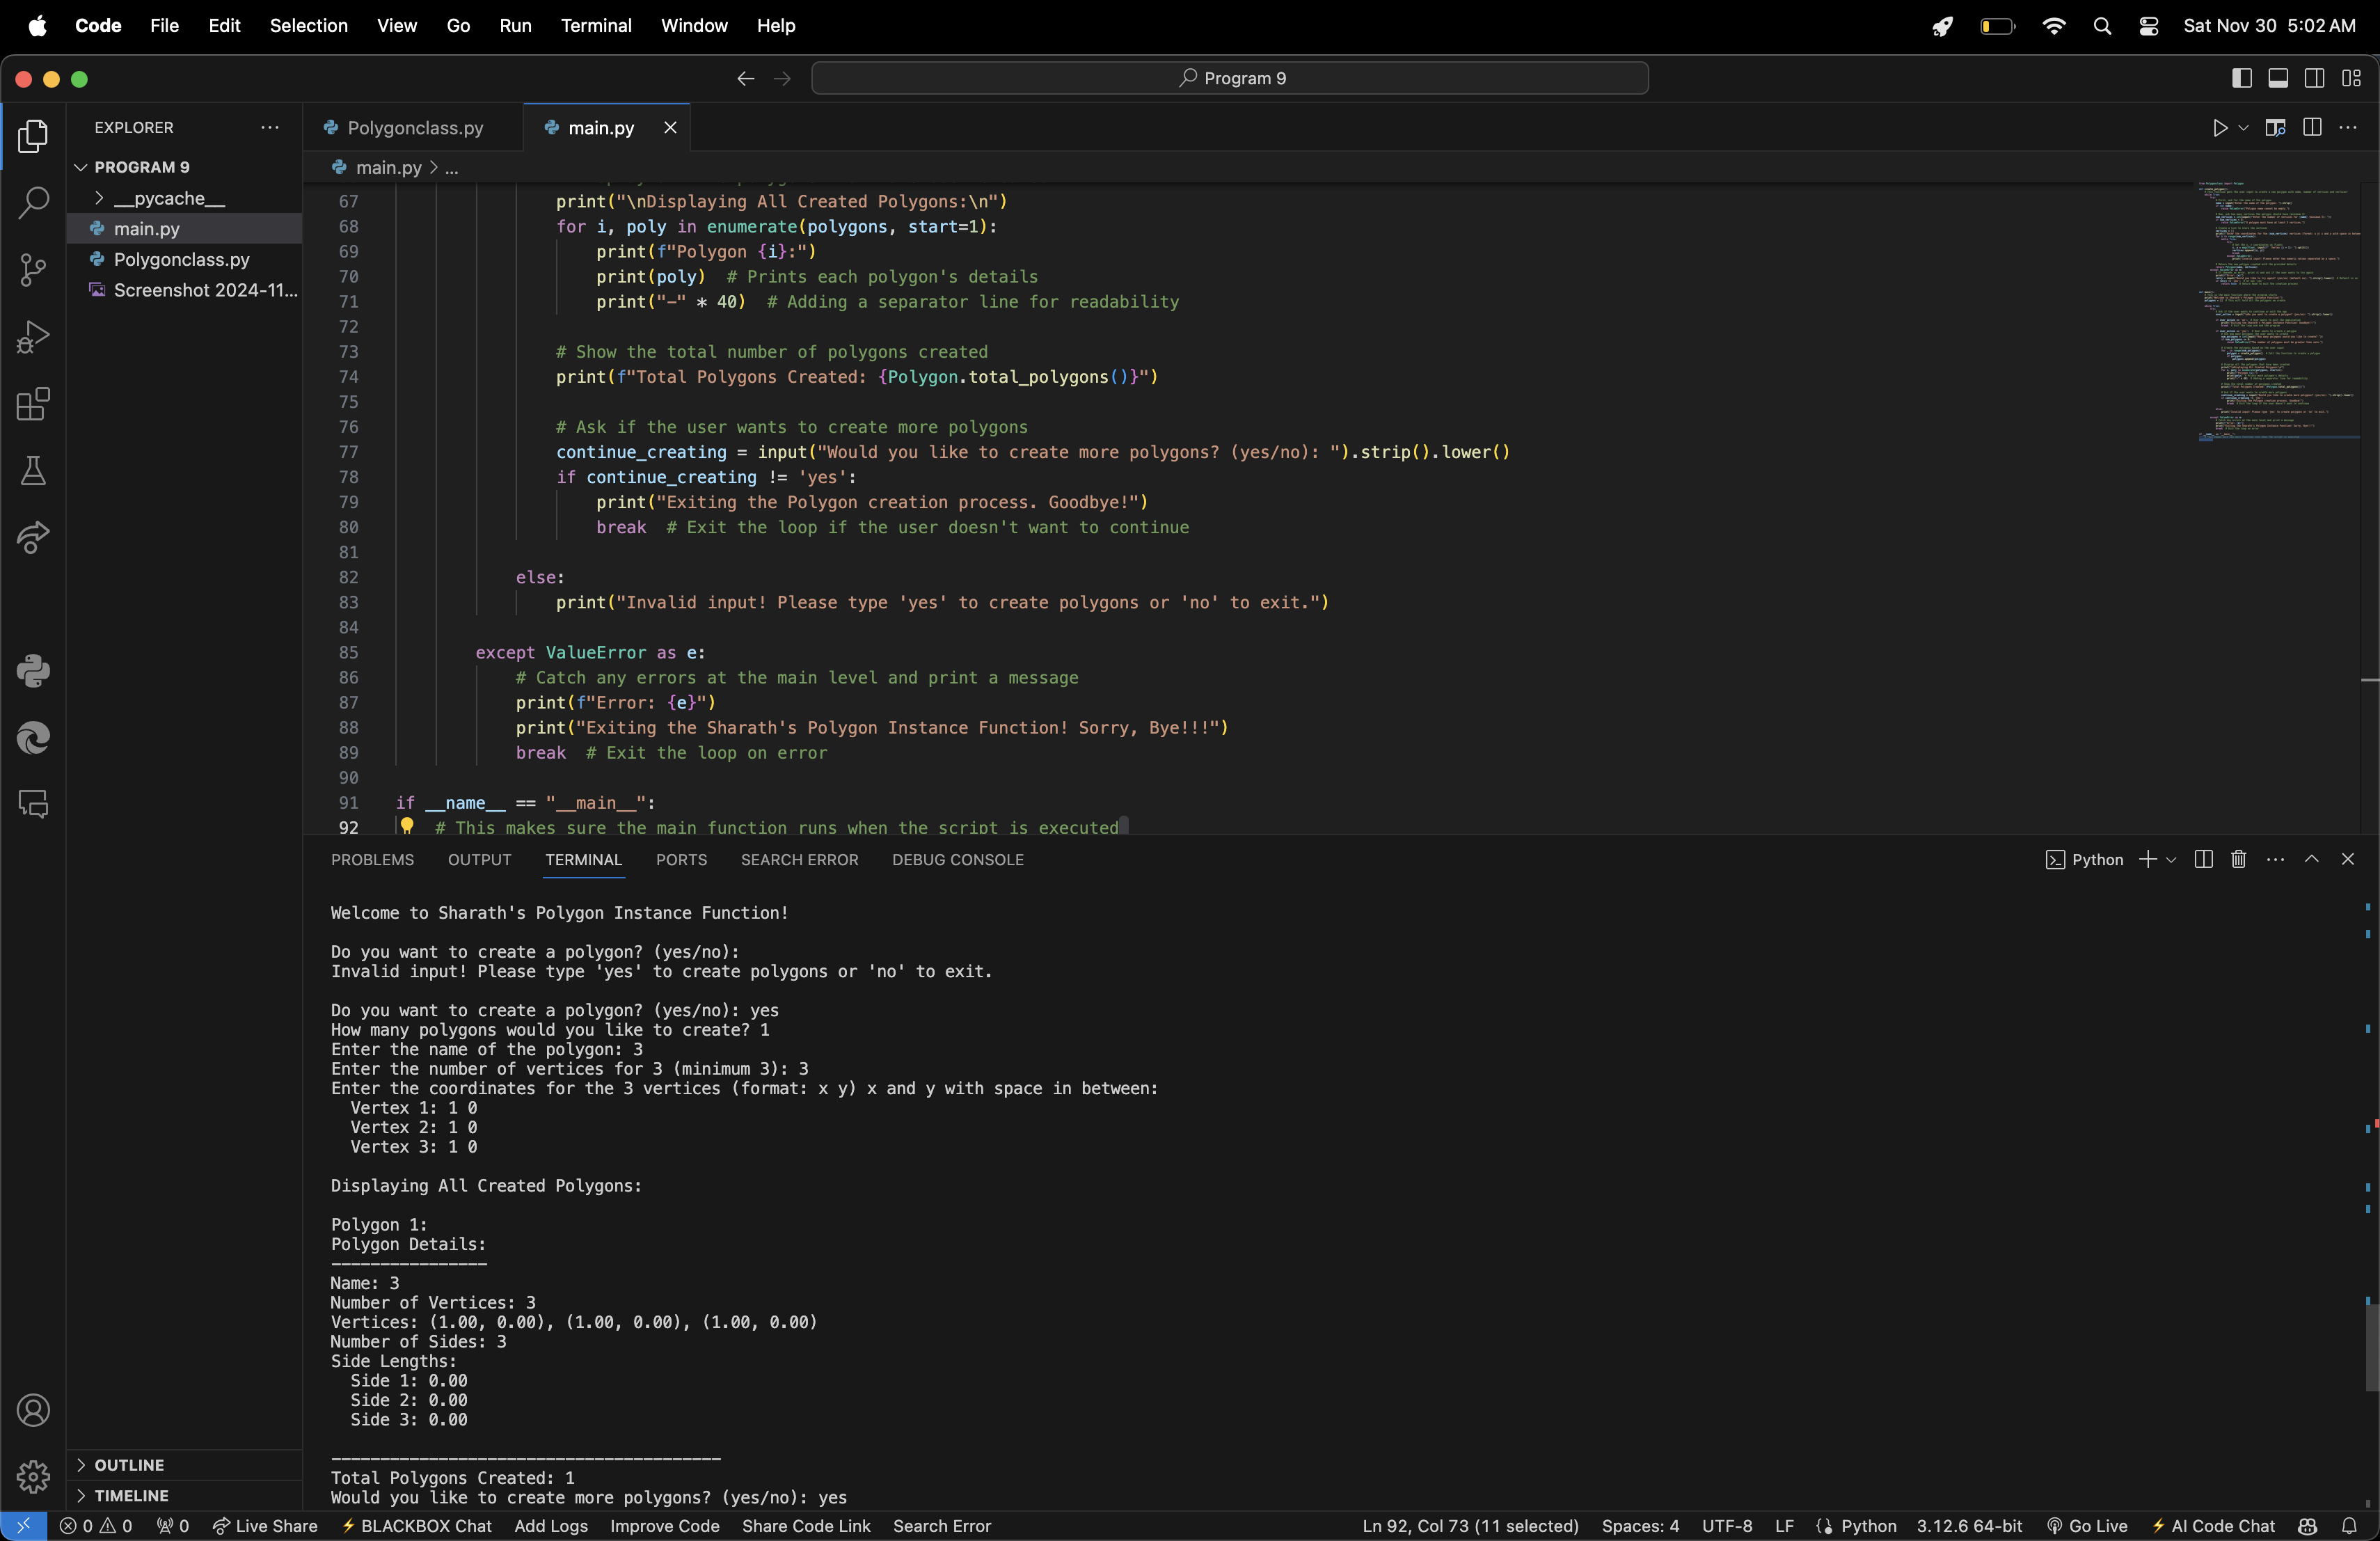 Code File Edit Selection View Go Run Terminal Window Help Sat Nov 30 5:02 AM
Program 9
EXPLORER
PROGRAM 9
__pycache__
main.py
Polygonclass.py
Screenshot 2024-11...
OUTLINE
TIMELINE
Polygonclass.py main.py
main.py > ...
67 print("\nDisplaying All Created Polygons:\n")
68 for i, poly in enumerate(polygons, start=1):
69 print(f"Polygon {i}:")
70 print(poly)  # Prints each polygon's details
71 print("-" * 40)  # Adding a separator line for readability
72
73 # Show the total number of polygons created
74 print(f"Total Polygons Created: {Polygon.total_polygons()}")
75
76 # Ask if the user wants to create more polygons
77 continue_creating = input("Would you like to create more polygons? (yes/no): ").strip().lower()
78 if continue_creating != 'yes':
79 print("Exiting the Polygon creation process. Goodbye!")
80 break  # Exit the loop if the user doesn't want to continue
81
82 else:
83 print("Invalid input! Please type 'yes' to create polygons or 'no' to exit.")
84
85 except ValueError as e:
86 # Catch any errors at the main level and print a message
87 print(f"Error: {e}")
88 print("Exiting the Sharath's Polygon Instance Function! Sorry, Bye!!!")
89 break  # Exit the loop on error
90
91 if __name__ == "__main__":
92 # This makes sure the main function runs when the script is executed
PROBLEMS OUTPUT TERMINAL PORTS SEARCH ERROR DEBUG CONSOLE Python
Welcome to Sharath's Polygon Instance Function!
Do you want to create a polygon? (yes/no):
Invalid input! Please type 'yes' to create polygons or 'no' to exit.
Do you want to create a polygon? (yes/no): yes
How many polygons would you like to create? 1
Enter the name of the polygon: 3
Enter the number of vertices for 3 (minimum 3): 3
Enter the coordinates for the 3 vertices (format: x y) x and y with space in between:
Vertex 1: 1 0
Vertex 2: 1 0
Vertex 3: 1 0
Displaying All Created Polygons:
Polygon 1:
Polygon Details:
----------------
Name: 3
Number of Vertices: 3
Vertices: (1.00, 0.00), (1.00, 0.00), (1.00, 0.00)
Number of Sides: 3
Side Lengths:
Side 1: 0.00
Side 2: 0.00
Side 3: 0.00
----------------------------------------
Total Polygons Created: 1
Would you like to create more polygons? (yes/no): yes
0 0 0 Live Share BLACKBOX Chat Add Logs Improve Code Share Code Link Search Error Ln 92, Col 73 (11 selected) Spaces: 4 UTF-8 LF Python 3.12.6 64-bit Go Live AI Code Chat